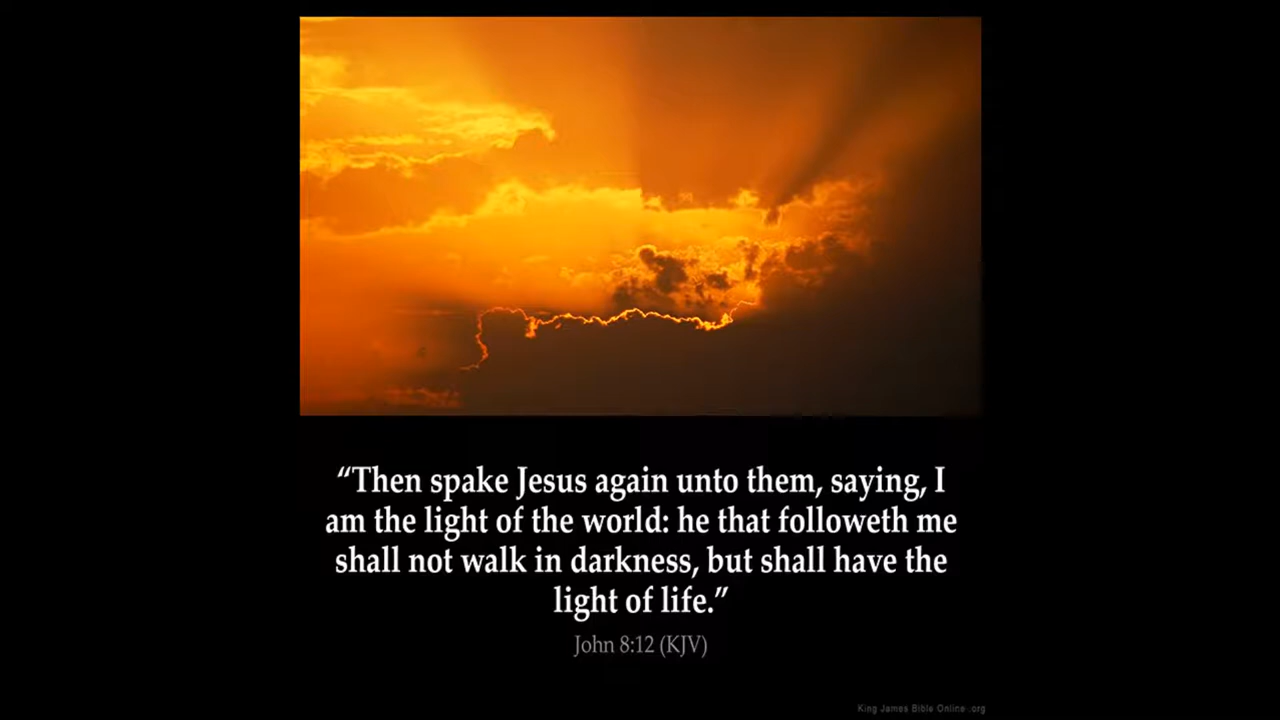 “Then spake Jesus again unto them, saying, I
am the light of the world: he that followeth me
shall not walk in darkness, but shall have the
light of life.”
John 8:12 (KJV)
King James Bible Online .org